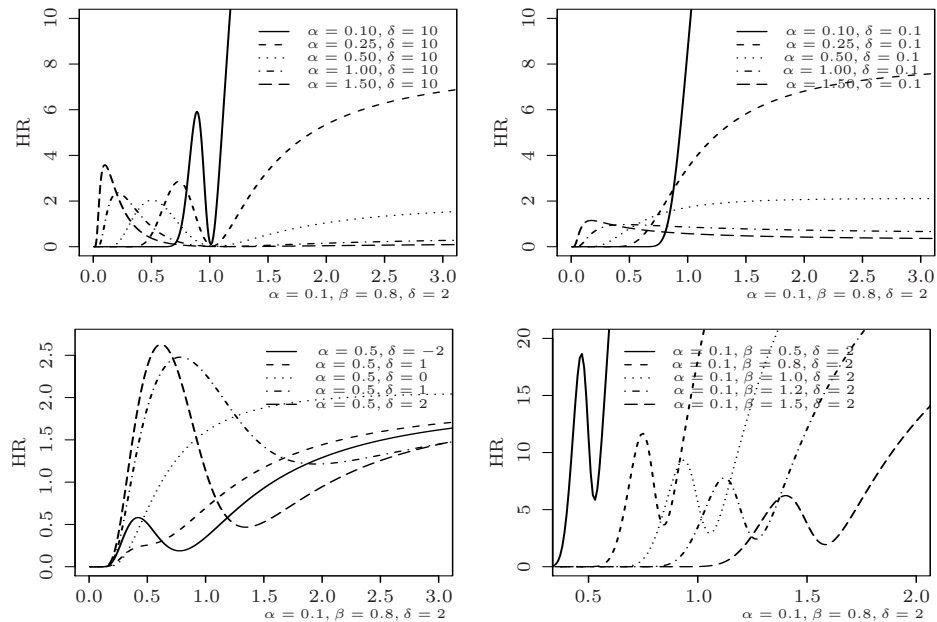 HR
10
8
6
4
2
0
α = 0.10, δ = 10
α = 0.25, δ = 10
α = 0.50, δ = 10
α = 1.00, δ = 10
α = 1.50, δ = 10
0.0 0.5 1.0 1.5 2.0 2.5 3.0
α = 0.1, β = 0.8, δ = 2
HR
10
8
6
4
2
0
α = 0.10, δ = 0.1
α = 0.25, δ = 0.1
α = 0.50, δ = 0.1
α = 1.00, δ = 0.1
α = 1.50, δ = 0.1
0.0 0.5 1.0 1.5 2.0 2.5 3.0
α = 0.1, β = 0.8, δ = 2
HR
2.5
2.0
1.5
1.0
0.5
0.0
α = 0.5, δ = −2
α = 0.5, δ = 1
α = 0.5, δ = 0
α = 0.5, δ = 1
α = 0.5, δ = 2
0.0 0.5 1.0 1.5 2.0 2.5 3.0
α = 0.1, β = 0.8, δ = 2
HR
20
15
10
5
0
α = 0.1, β = 0.5, δ = 2
α = 0.1, β = 0.8, δ = 2
α = 0.1, β = 1.0, δ = 2
α = 0.1, β = 1.2, δ = 2
α = 0.1, β = 1.5, δ = 2
0.5 1.0 1.5 2.0
α = 0.1, β = 0.8, δ = 2